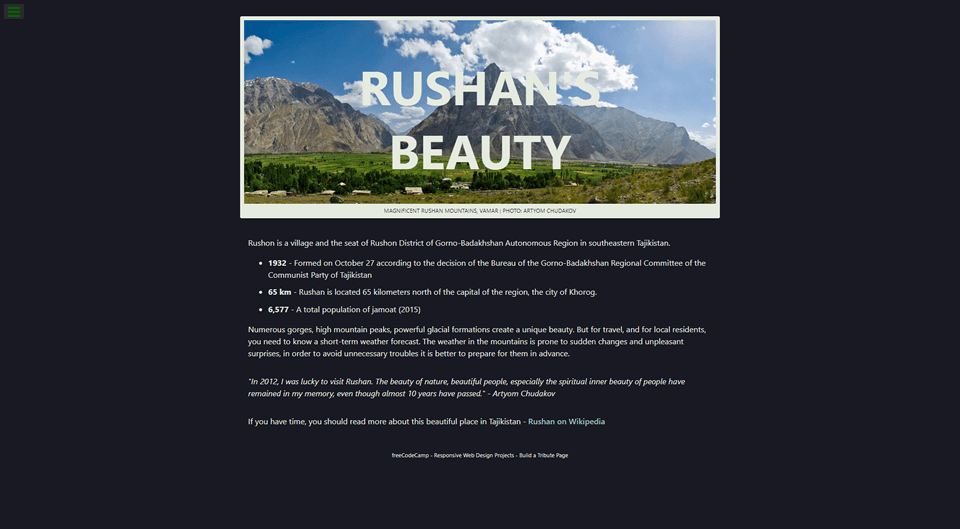 RUSHAN'S
BEAUTY
MAGNIFICENT RUSHAN MOUNTAINS, VAMAR | PHOTO: ARTYOM CHUDAKOV
Rushon is a village and the seat of Rushon District of Gorno-Badakhshan Autonomous Region in southeastern Tajikistan.
• 1932 - Formed on October 27 according to the decision of the Bureau of the Gorno-Badakhshan Regional Committee of the
Communist Party of Tajikistan
• 65 km - Rushan is located 65 kilometers north of the capital of the region, the city of Khorog.
• 6,577 - A total population of jamoat (2015)
Numerous gorges, high mountain peaks, powerful glacial formations create a unique beauty. But for travel, and for local residents,
you need to know a short-term weather forecast. The weather in the mountains is prone to sudden changes and unpleasant
surprises, in order to avoid unnecessary troubles it is better to prepare for them in advance.
"In 2012, I was lucky to visit Rushan. The beauty of nature, beautiful people, especially the spiritual inner beauty of people have
remained in my memory, even though almost 10 years have passed." - Artyom Chudakov
If you have time, you should read more about this beautiful place in Tajikistan - Rushan on Wikipedia
freeCodeCamp - Responsive Web Design Projects - Build a Tribute Page